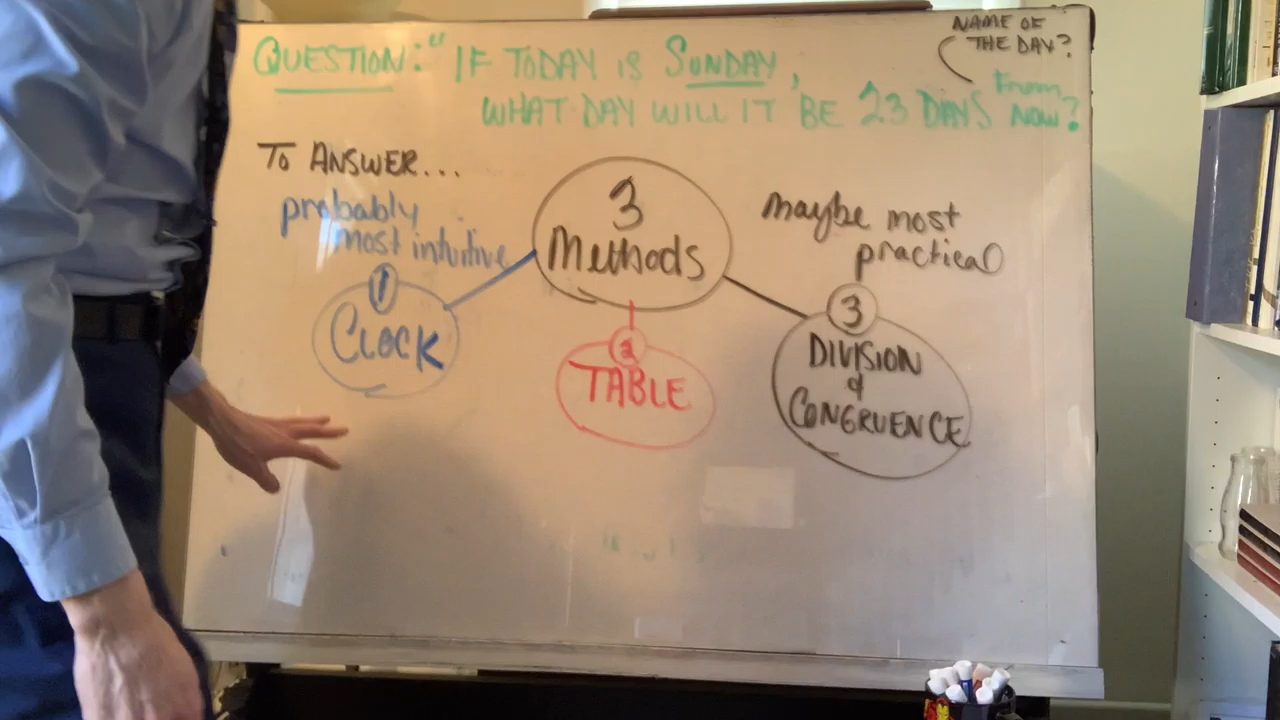 NAME OF
THE DAY?
QUESTION: "IF TODAY IS SUNDAY,
WHAT DAY WILL IT BE 23 DAYS From
NOW?
TO ANSWER...
probably
most intuitive
3
Methods
maybe most
practical
1
CLOCK
2
TABLE
3
DIVISION
&
CONGRUENCE